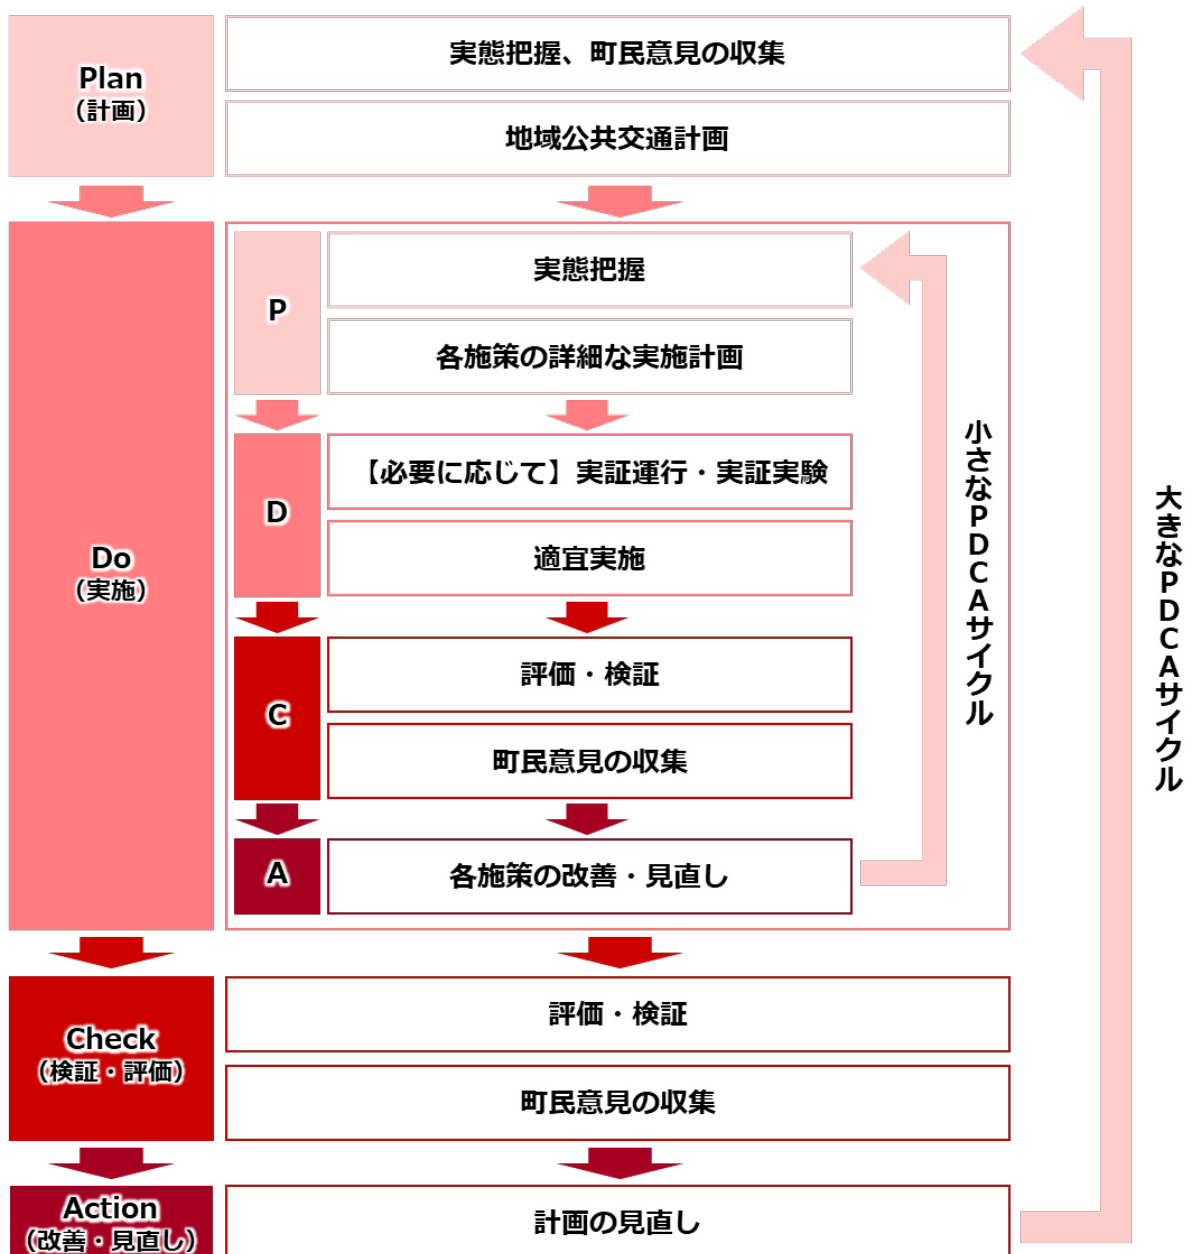 Plan
（計画）
実態把握、町民意見の収集
地域公共交通計画
Do
（実施）
P
実態把握
各施策の詳細な実施計画
D
【必要に応じて】実証運行・実証実験
適宜実施
C
評価・検証
町民意見の収集
A
各施策の改善・見直し
小さなPDCAサイクル
大きなPDCAサイクル
Check
（検証・評価）
評価・検証
町民意見の収集
Action
（改善・見直し）
計画の見直し